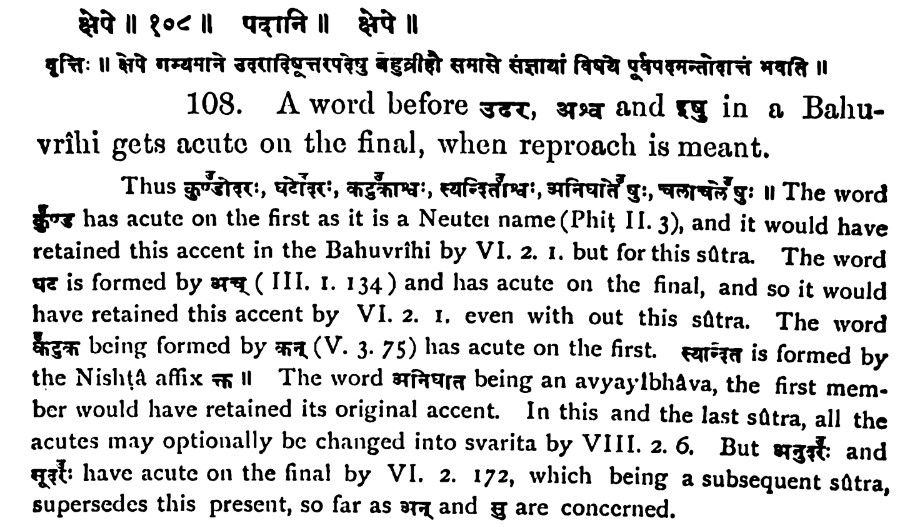 क्षेपे ॥ १०८ ॥ पदानि ॥ क्षेपे ॥
वृत्तिः ॥ क्षेपे गम्यमाने उदरादिषूत्तरपदेषु बहुव्रीहौ समासे संज्ञायां विषये पूर्वपदमन्तोदात्तं भवति ॥
108. A word before उदर, अश्व and इषु in a Bahu-
vrîhi gets acute on the final, when reproach is meant.
Thus कुण्डो꣡दरः, घटो꣡दरः, कटुका꣡श्वः, स्यन्दिता꣡श्वः, अनिघाते꣡षुः, चलाचले꣡षुः ॥ The word
कु꣡ण्ड has acute on the first as it is a Neuter name (Phiṭ II. 3), and it would have
retained this accent in the Bahuvrîhi by VI. 2. 1. but for this sûtra. The word
घट is formed by अच् ( III. 1. 134 ) and has acute on the final, and so it would
have retained this accent by VI. 2. 1. even with out this sûtra. The word
क꣡टुक being formed by कन् (V. 3. 75) has acute on the first. स्यन्दित is formed by
the Nishṭâ affix क्त ॥ The word अनिघात being an avyayîbhâva, the first mem-
ber would have retained its original accent. In this and the last sûtra, all the
acutes may optionally be changed into svarita by VIII. 2. 6. But अनुदरः꣡ and
सूदरः꣡ have acute on the final by VI. 2. 172, which being a subsequent sûtra,
supersedes this present, so far as अन् and सु are concerned.